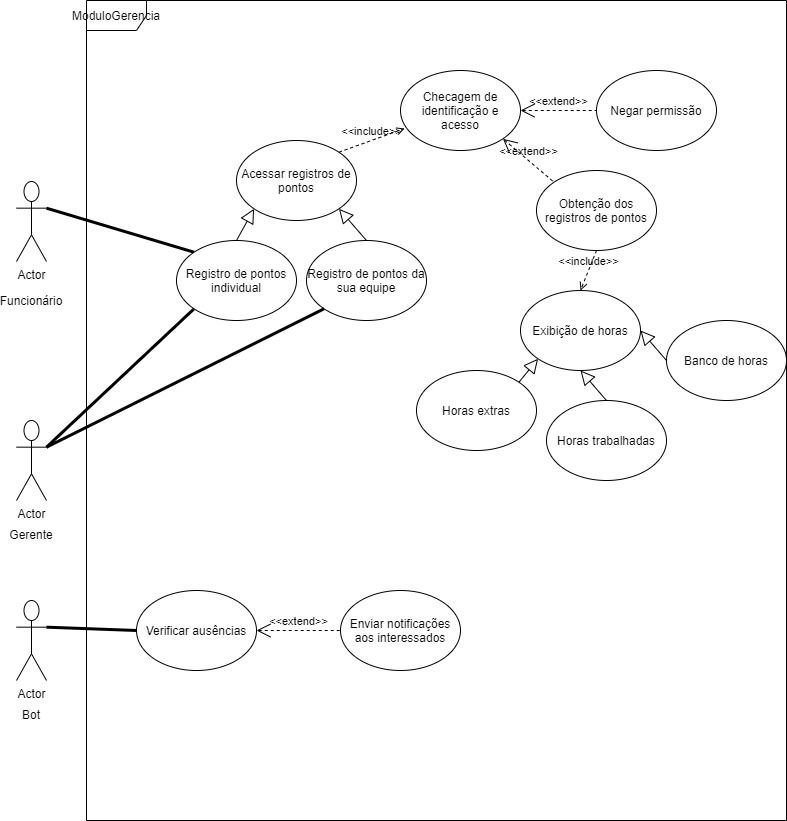 ModuloGerencia
Checagem de
identificação e
acesso
<<extend>>
Negar permissão
<<include>>
<<extend>>
Acessar registros de
pontos
Obtenção dos
registros de pontos
Actor
Funcionário
Registro de pontos
individual
Registro de pontos da
sua equipe
<<include>>
Exibição de horas
Banco de horas
Horas extras
Horas trabalhadas
Actor
Gerente
Verificar ausências
<<extend>>
Enviar notificações
aos interessados
Actor
Bot